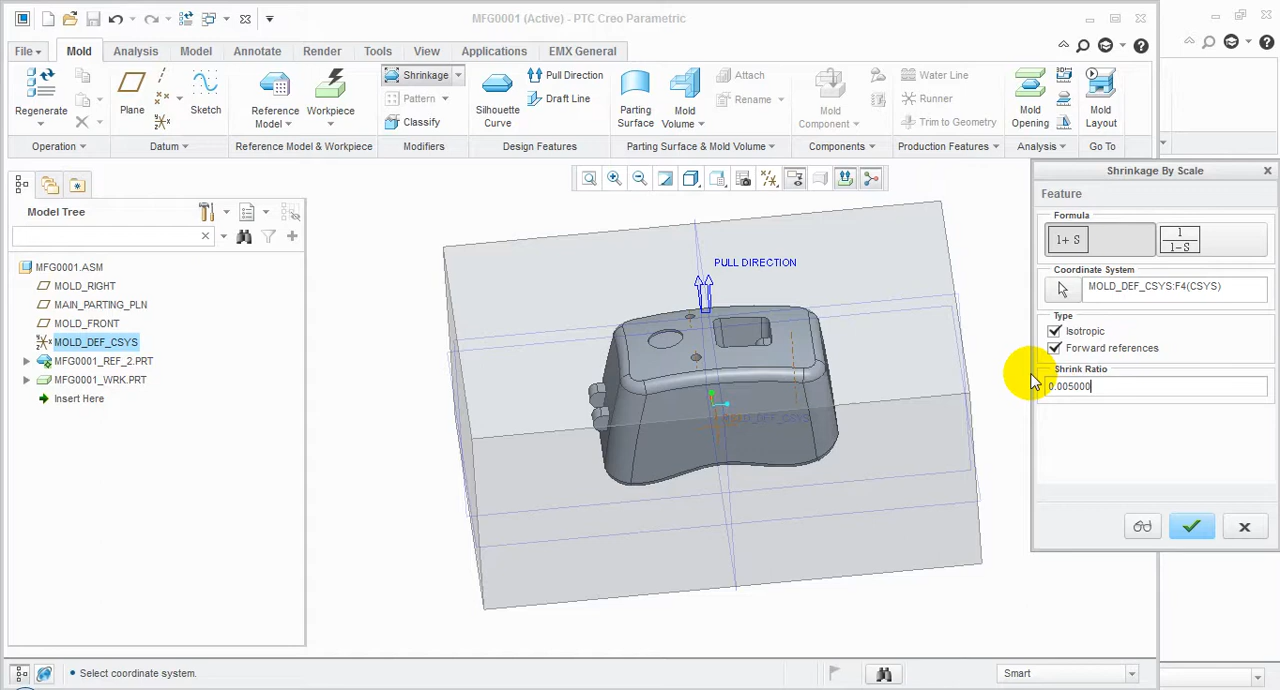 MFG0001 (Active) - PTC Creo Parametric
File
Mold
Analysis
Model
Annotate
Render
Tools
View
Applications
EMX General
Regenerate
Plane
Sketch
Reference
Model
Workpiece
Shrinkage
Pattern
Classify
Silhouette
Curve
Pull Direction
Draft Line
Parting
Surface
Mold
Volume
Attach
Rename
Mold
Component
Water Line
Runner
Trim to Geometry
Mold
Opening
Mold
Layout
Operation
Datum
Reference Model & Workpiece
Modifiers
Design Features
Parting Surface & Mold Volume
Components
Production Features
Analysis
Go To
Model Tree
MFG0001.ASM
MOLD_RIGHT
MAIN_PARTING_PLN
MOLD_FRONT
MOLD_DEF_CSYS
MFG0001_REF_2.PRT
MFG0001_WRK.PRT
Insert Here
PULL DIRECTION
MOLD_DEF_CSYS
Shrinkage By Scale
Feature
Formula
1+ S
1
1-S
Coordinate System
MOLD_DEF_CSYS:F4(CSYS)
Type
Isotropic
Forward references
Shrink Ratio
0.005000
Select coordinate system.
Smart